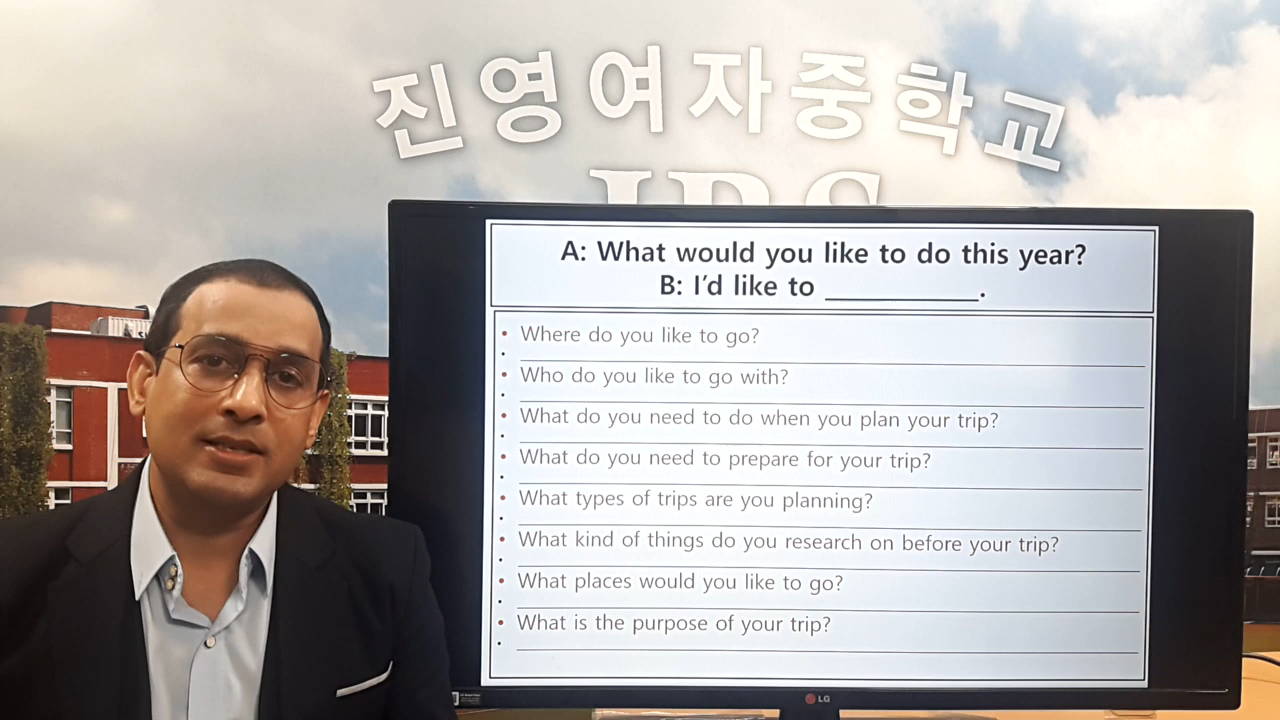 진영여자중학교
A: What would you like to do this year?
B: I'd like to ___________.
• Where do you like to go?
• Who do you like to go with?
• What do you need to do when you plan your trip?
• What do you need to prepare for your trip?
• What types of trips are you planning?
• What kind of things do you research on before your trip?
• What places would you like to go?
• What is the purpose of your trip?
LG